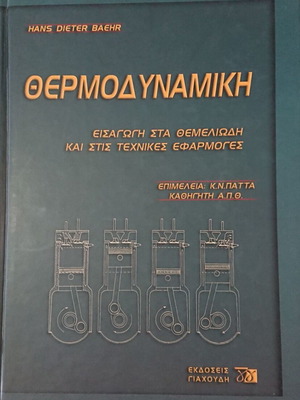 HANS DIETER BAEHR
ΘΕΡΜΟΔΥΝΑΜΙΚΗ
ΕΙΣΑΓΩΓΗ ΣΤΑ ΘΕΜΕΛΙΩΔΗ
ΚΑΙ ΣΤΙΣ ΤΕΧΝΙΚΕΣ ΕΦΑΡΜΟΓΕΣ
ΕΠΙΜΕΛΕΙΑ: Κ.Ν.ΠΑΤΤΑ
ΚΑΘΗΓΗΤΗ Α.Π.Θ.
ΕΚΔΟΣΕΙΣ
ΓΙΑΧΟΥΔΗ